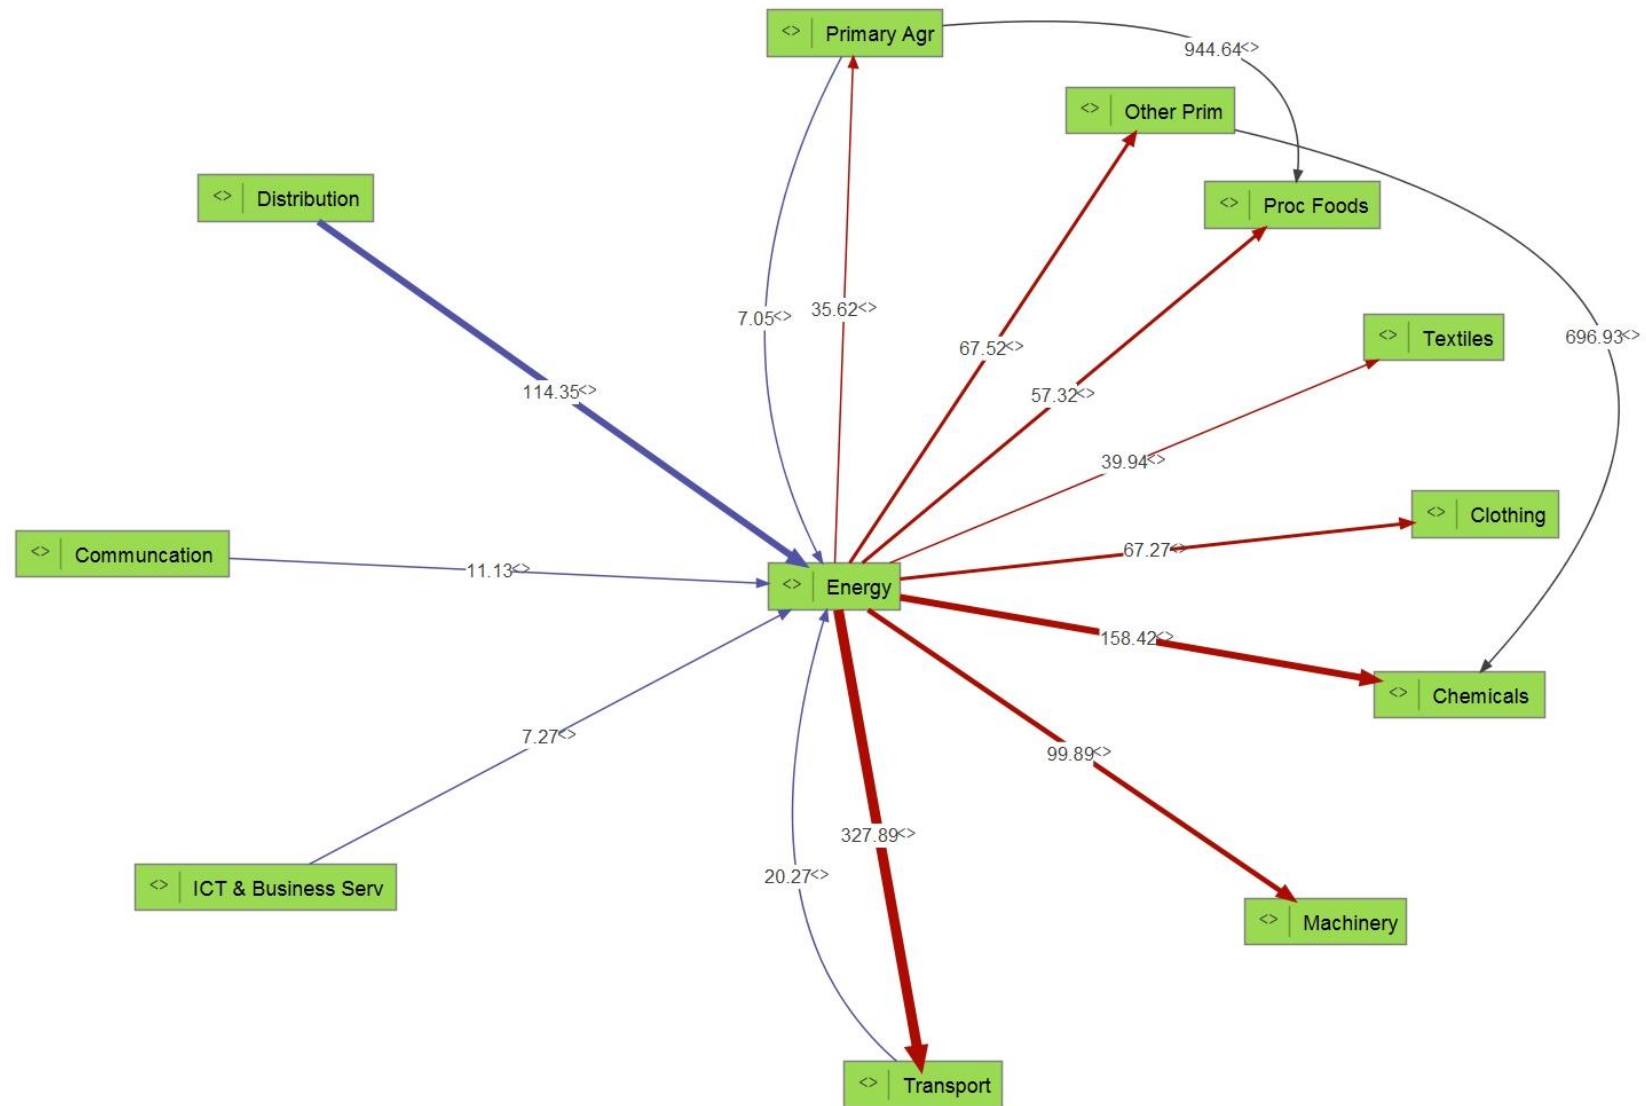 <> Primary Agr
944.64<>
<> Other Prim
<> Distribution
<> Proc Foods
7.05<>
35.62<>
67.52<>
<> Textiles
696.93<>
114.35<>
57.32<>
39.94<>
<> Clothing
<> Communcation
11.13<>
67.27<>
<> Energy
158.42<>
<> Chemicals
7.27<>
99.89<>
327.89<>
20.27<>
<> ICT & Business Serv
<> Machinery
<> Transport